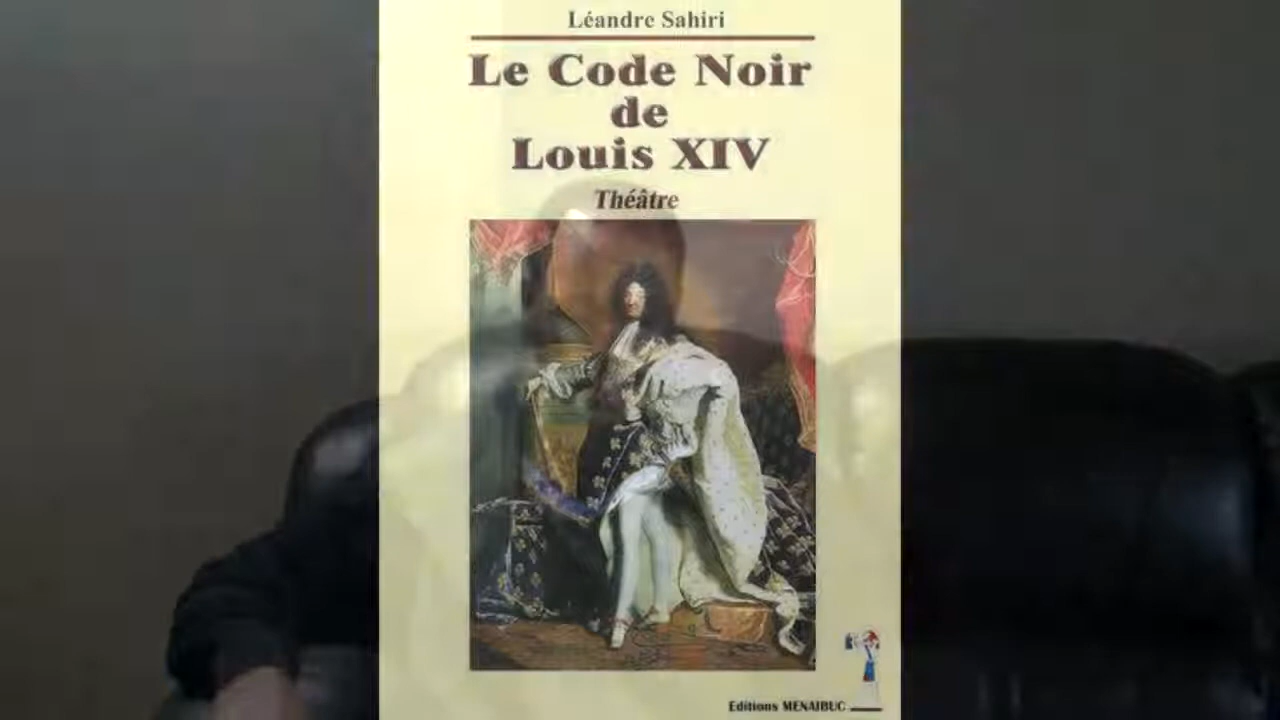 Léandre Sahiri
Le Code Noir
de
Louis XIV
Théâtre
Editions MENAIBUC